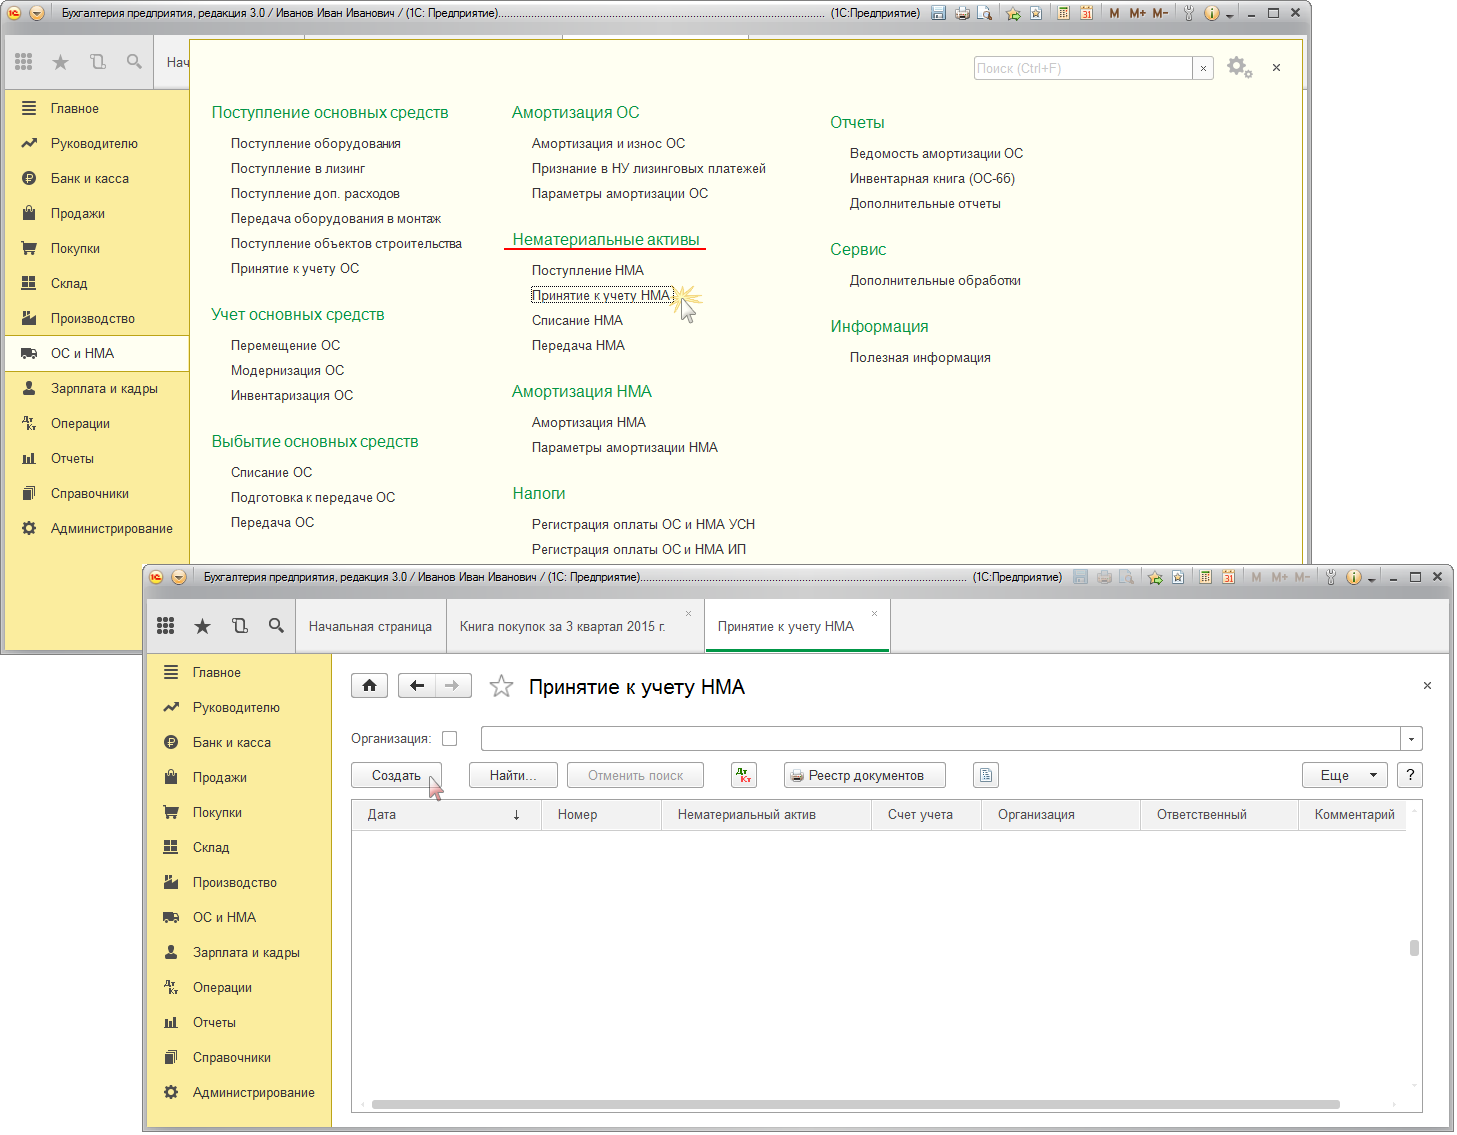 Бухгалтерия предприятия, редакция 3.0 / Иванов Иван Иванович / (1С: Предприятие)..... (1С:Предприятие) M M+ M-
Нач
Поиск (Ctrl+F)
Главное
Руководителю
Банк и касса
Продажи
Покупки
Склад
Производство
ОС и НМА
Зарплата и кадры
Операции
Отчеты
Справочники
Администрирование
Поступление основных средств
Поступление оборудования
Поступление в лизинг
Поступление доп. расходов
Передача оборудования в монтаж
Поступление объектов строительства
Принятие к учету ОС
Учет основных средств
Перемещение ОС
Модернизация ОС
Инвентаризация ОС
Выбытие основных средств
Списание ОС
Подготовка к передаче ОС
Передача ОС
Амортизация ОС
Амортизация и износ ОС
Признание в НУ лизинговых платежей
Параметры амортизации ОС
Нематериальные активы
Поступление НМА
Принятие к учету НМА
Списание НМА
Передача НМА
Амортизация НМА
Амортизация НМА
Параметры амортизации НМА
Налоги
Регистрация оплаты ОС и НМА УСН
Регистрация оплаты ОС и НМА ИП
Отчеты
Ведомость амортизации ОС
Инвентарная книга (ОС-6б)
Дополнительные отчеты
Сервис
Дополнительные обработки
Информация
Полезная информация
Бухгалтерия предприятия, редакция 3.0 / Иванов Иван Иванович / (1С: Предприятие)..... (1С:Предприятие) M M+ M-
Начальная страница
Книга покупок за 3 квартал 2015 г.
Принятие к учету НМА
Главное
Руководителю
Банк и касса
Продажи
Покупки
Склад
Производство
ОС и НМА
Зарплата и кадры
Операции
Отчеты
Справочники
Администрирование
Принятие к учету НМА
Организация:
Создать Найти... Отменить поиск Дт Кт Реестр документов Еще ?
Дата Номер Нематериальный актив Счет учета Организация Ответственный Комментарий